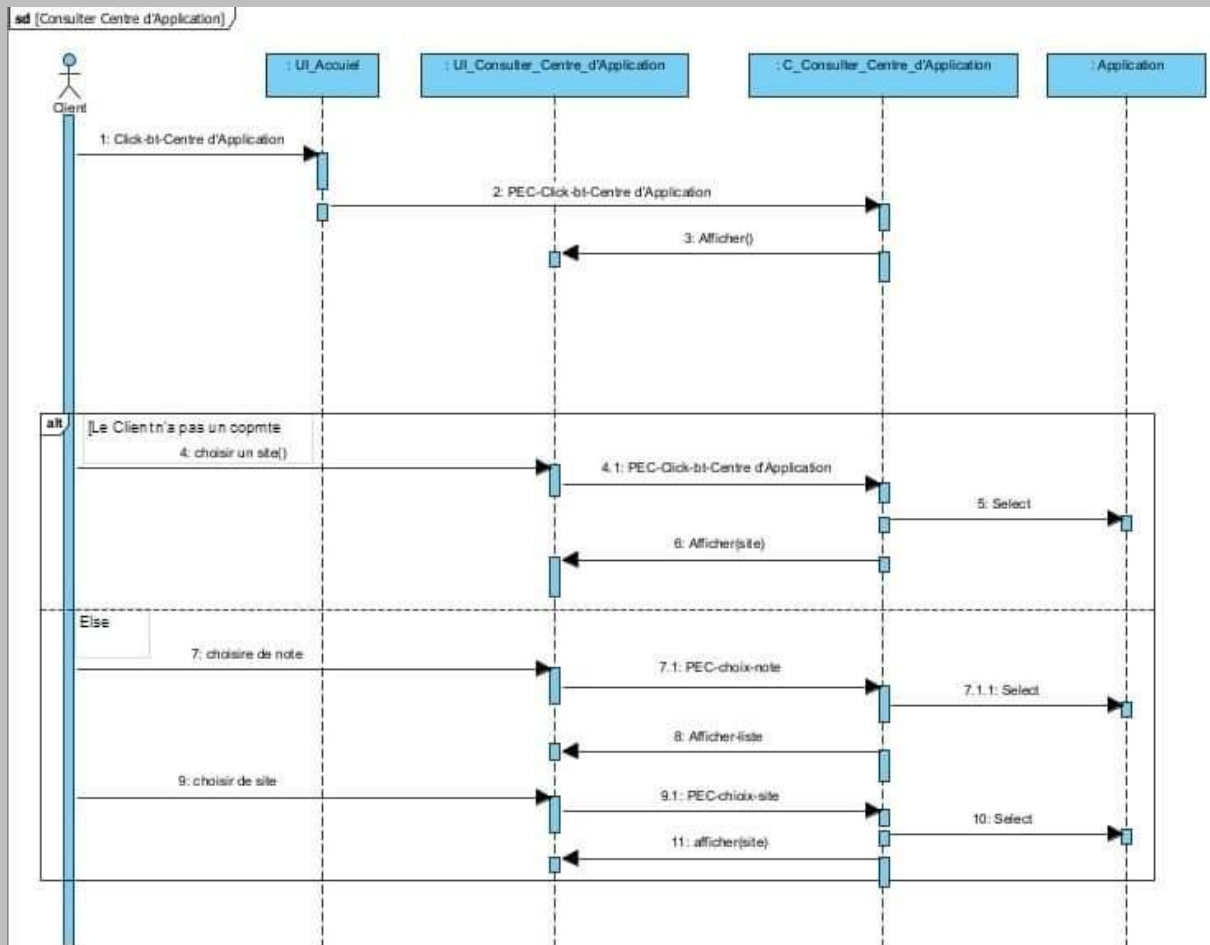 sd [Consulter Centre d'Application]
Client
: UI_Accuiel
: UI_Consulter_Centre_d'Application
: C_Consulter_Centre_d'Application
: Application
1: Click-bt-Centre d'Application
2: PEC-Click-bt-Centre d'Application
3: Afficher()
alt
[Le Client n'a pas un copmte
4: choisir un site()
4.1: PEC-Click-bt-Centre d'Application
5: Select
6: Afficher(site)
Else
7: choisire de note
7.1: PEC-choix-note
7.1.1: Select
8: Afficher-liste
9: choisir de site
9.1: PEC-chioix-site
10: Select
11: afficher(site)